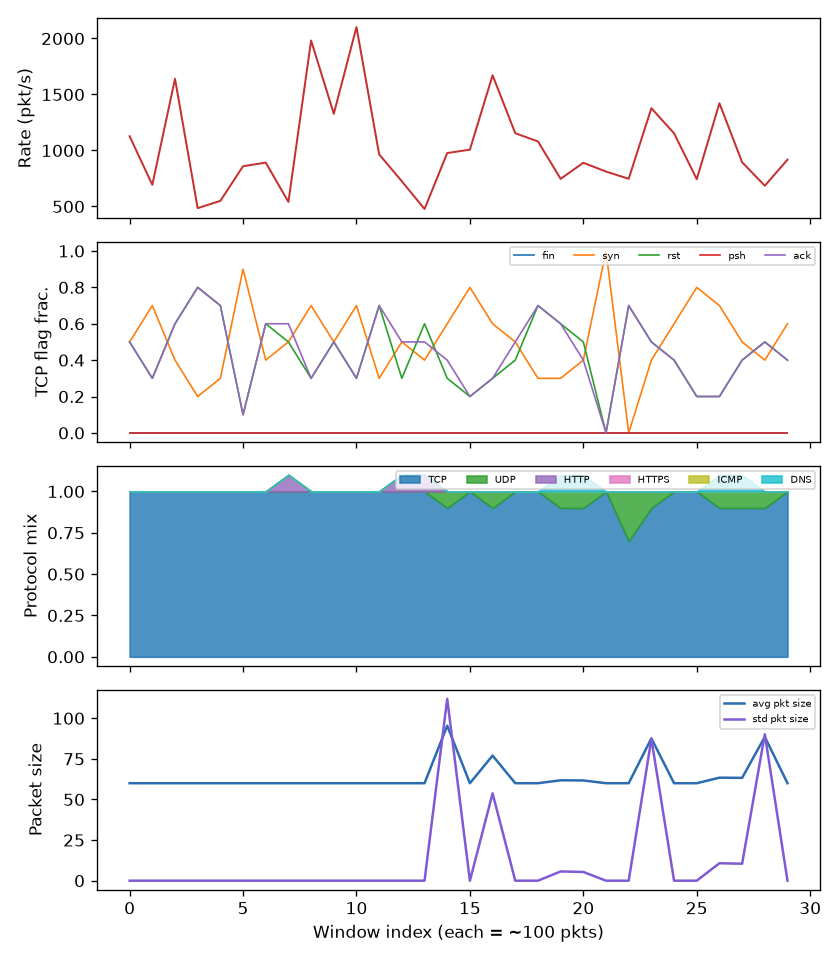 2000
1500
1000
500
Rate (pkt/s)
1.0
0.8
0.6
0.4
0.2
0.0
TCP flag frac.
fin syn rst psh ack
1.00
0.75
0.50
0.25
0.00
Protocol mix
TCP UDP HTTP HTTPS ICMP DNS
100
75
50
25
0
Packet size
avg pkt size
std pkt size
0 5 10 15 20 25 30
Window index (each = ~100 pkts)